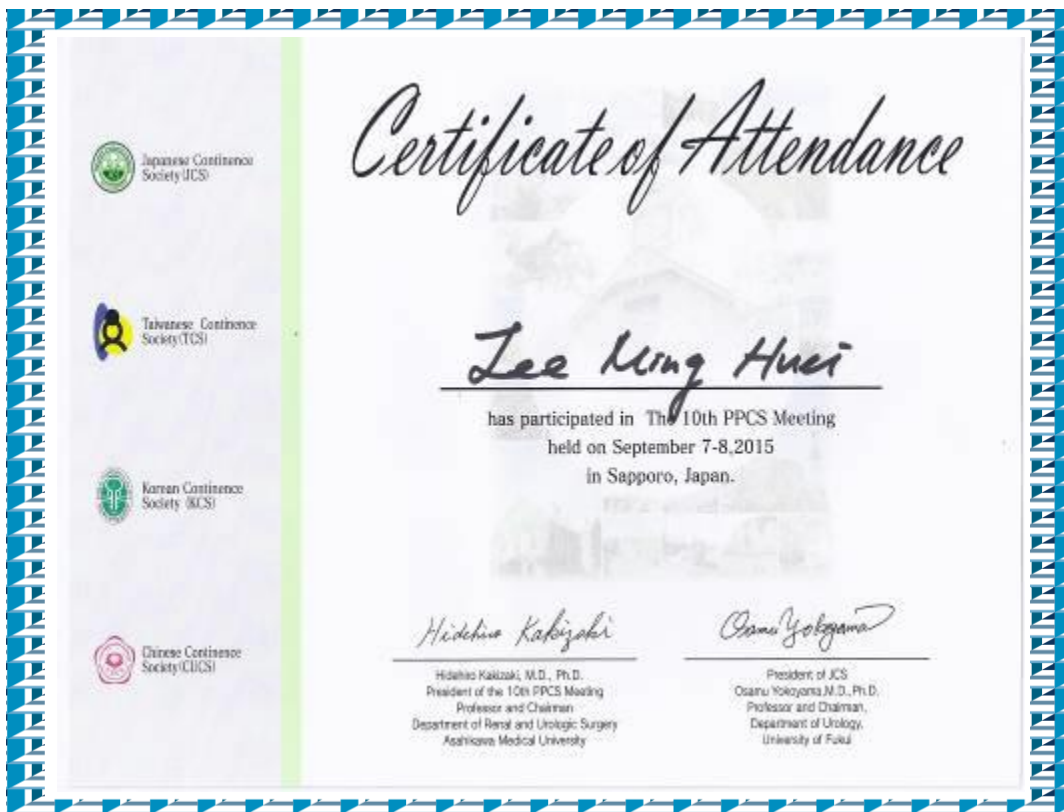 Certificate of Attendance
Japanese Continence
Society (JCS)
Taiwanese Continence
Society (TCS)
Korean Continence
Society (KCS)
Chinese Continence
Society (CUCS)
Lee Ming Huei
has participated in The 10th PPCS Meeting
held on September 7-8,2015
in Sapporo, Japan.
Hidehiro Kakizaki
Hidehiro Kakizaki, M.D., Ph.D.
President of the 10th PPCS Meeting
Professor and Chairman
Department of Renal and Urologic Surgery
Asahikawa Medical University
Osamu Yokoyama
President of JCS
Osamu Yokoyama,M.D.,Ph.D.
Professor and Chairman,
Department of Urology,
University of Fukui